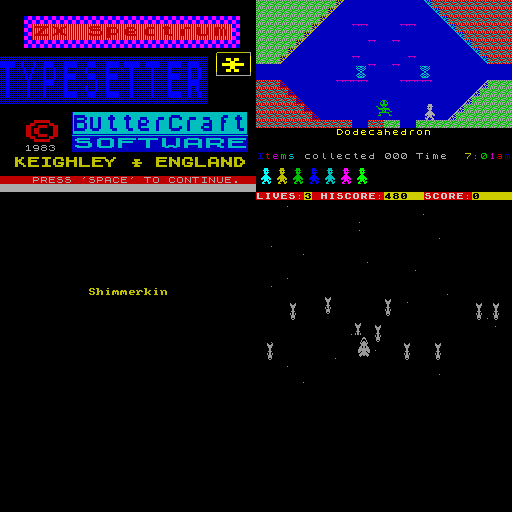 ZX Spectrum
TYPESETTER
©
1983
ButterCraft
SOFTWARE
KEIGHLEY * ENGLAND
PRESS 'SPACE' TO CONTINUE.
Dodecahedron
Items collected 000 Time 7:01am
LIVES:3 HISCORE:480 SCORE:0
Shimmerkin